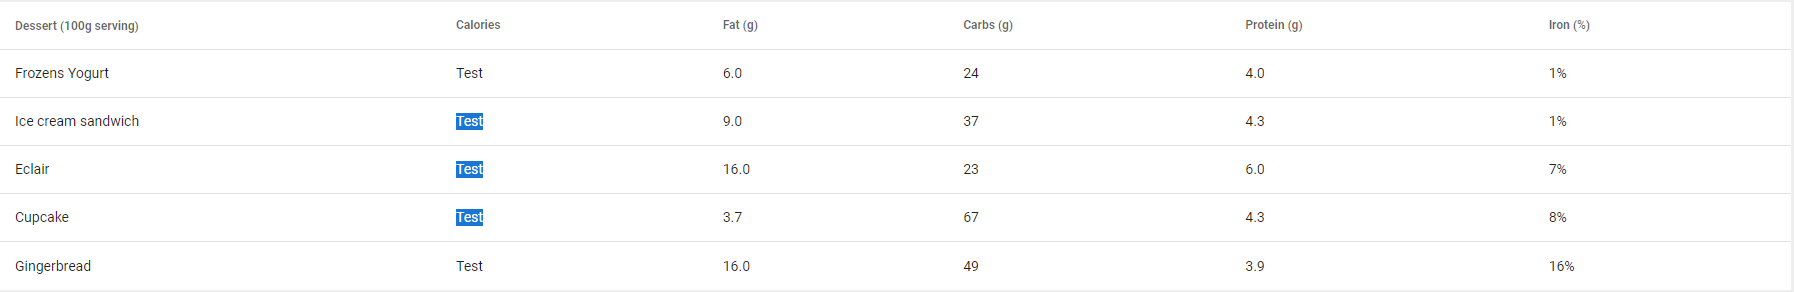 Dessert (100g serving) Calories Fat (g) Carbs (g) Protein (g) Iron (%)
Frozens Yogurt Test 6.0 24 4.0 1%
Ice cream sandwich Test 9.0 37 4.3 1%
Eclair Test 16.0 23 6.0 7%
Cupcake Test 3.7 67 4.3 8%
Gingerbread Test 16.0 49 3.9 16%